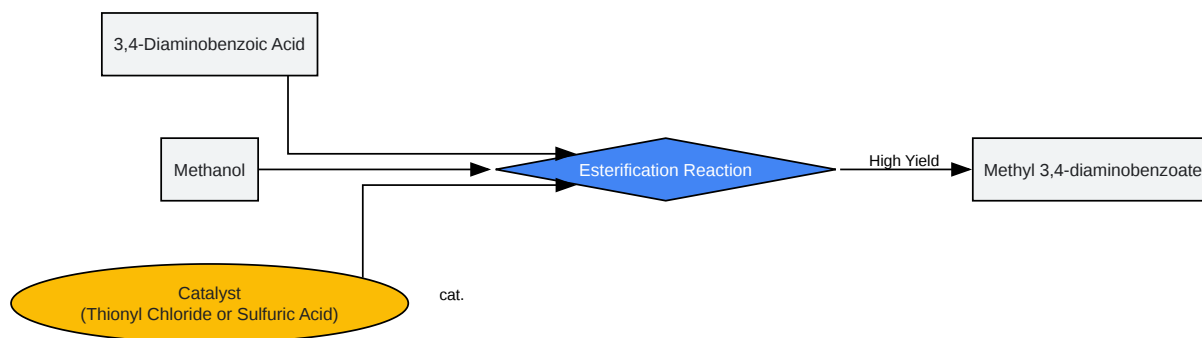 3,4-Diaminobenzoic Acid
Methanol
Esterification Reaction
High Yield
Methyl 3,4-diaminobenzoate
Catalyst
(Thionyl Chloride or Sulfuric Acid)
cat.